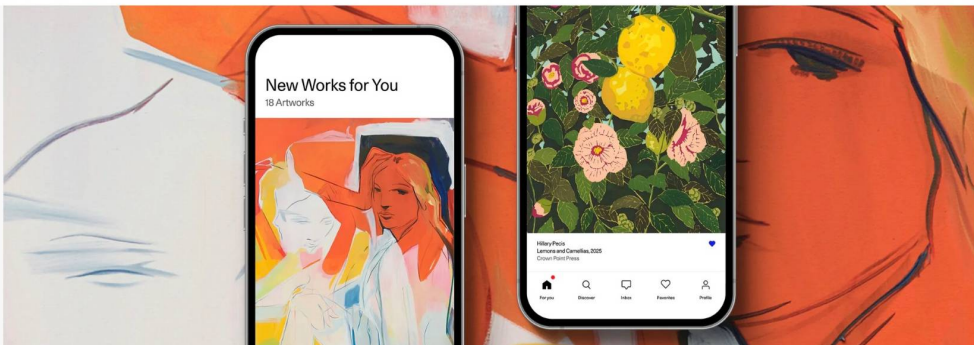 New Works for You
18 Artworks
Hillary Pecis
Lemons and Camellias, 2025
Crown Point Press
For you
Discover
Inbox
Favorites
Profile